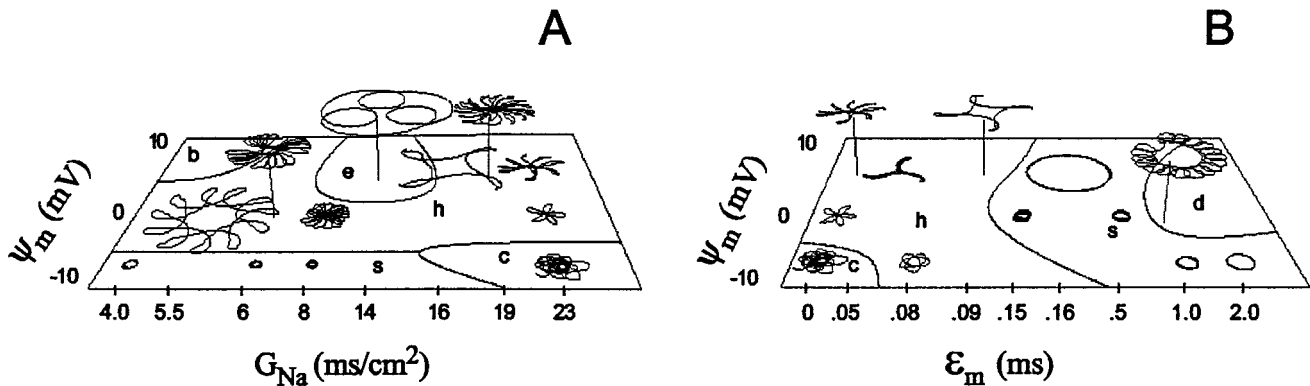 A
10
b
e
0
h
-10
s
c
ψm (mV)
4.0 5.5 6 8 14 16 19 23
GNa (ms/cm²)
B
10
0
h
s
d
-10
c
ψm (mV)
0 .05 .08 .09 .15 .16 .5 1.0 2.0
εm (ms)